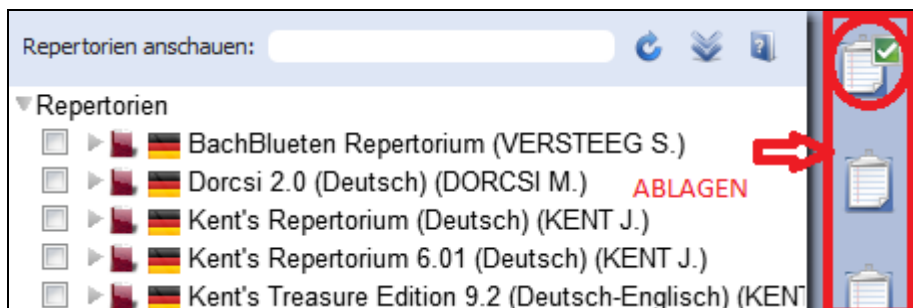 Repertorien anschauen:
Repertorien
BachBlueten Repertorium (VERSTEEG S.)
Dorcsi 2.0 (Deutsch) (DORCSI M.)
ABLAGEN
Kent's Repertorium (Deutsch) (KENT J.)
Kent's Repertorium 6.01 (Deutsch) (KENT J.)
Kent's Treasure Edition 9.2 (Deutsch-Englisch) (KENT